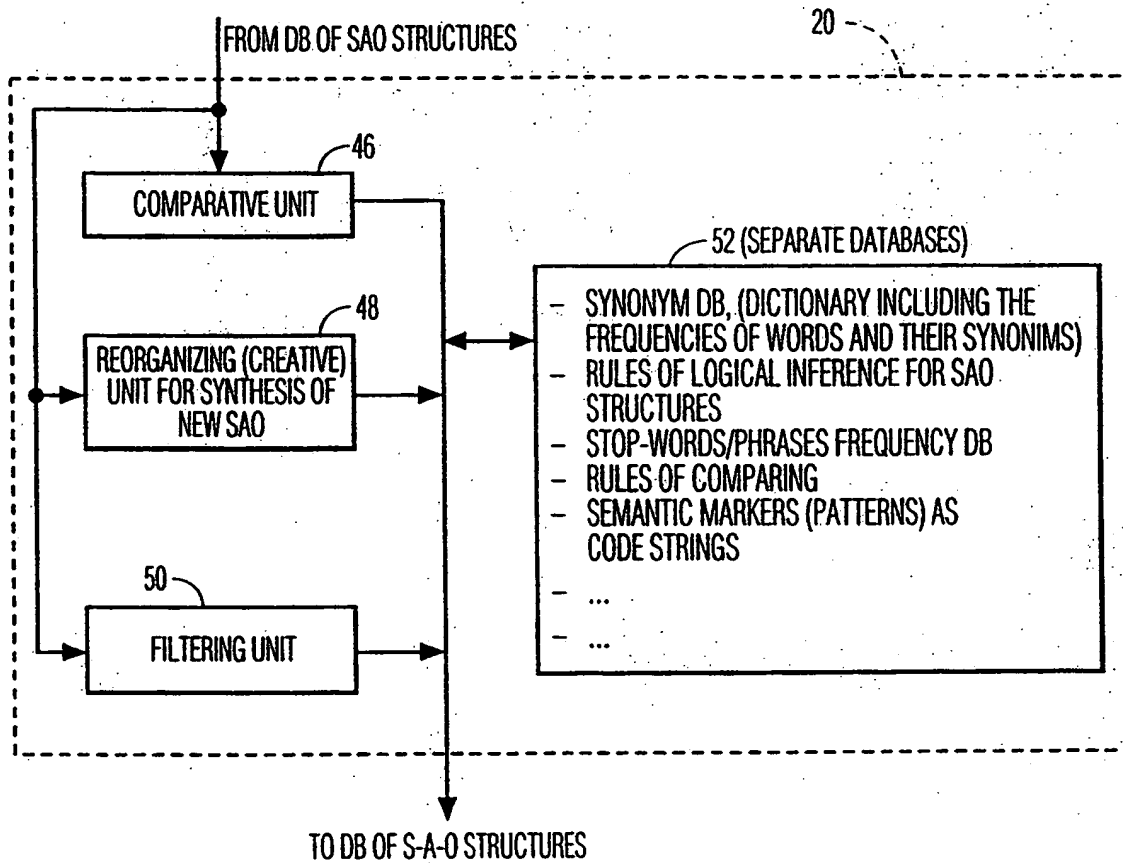 FROM DB OF SAO STRUCTURES
20
46
COMPARATIVE UNIT
52 (SEPARATE DATABASES)
- SYNONYM DB, (DICTIONARY INCLUDING THE
FREQUENCIES OF WORDS AND THEIR SYNONIMS)
- RULES OF LOGICAL INFERENCE FOR SAO
STRUCTURES
- STOP-WORDS/PHRASES FREQUENCY DB
- RULES OF COMPARING
- SEMANTIC MARKERS (PATTERNS) AS
CODE STRINGS
- ...
- ...
48
REORGANIZING (CREATIVE)
UNIT FOR SYNTHESIS OF
NEW SAO
50
FILTERING UNIT
TO DB OF S-A-O STRUCTURES